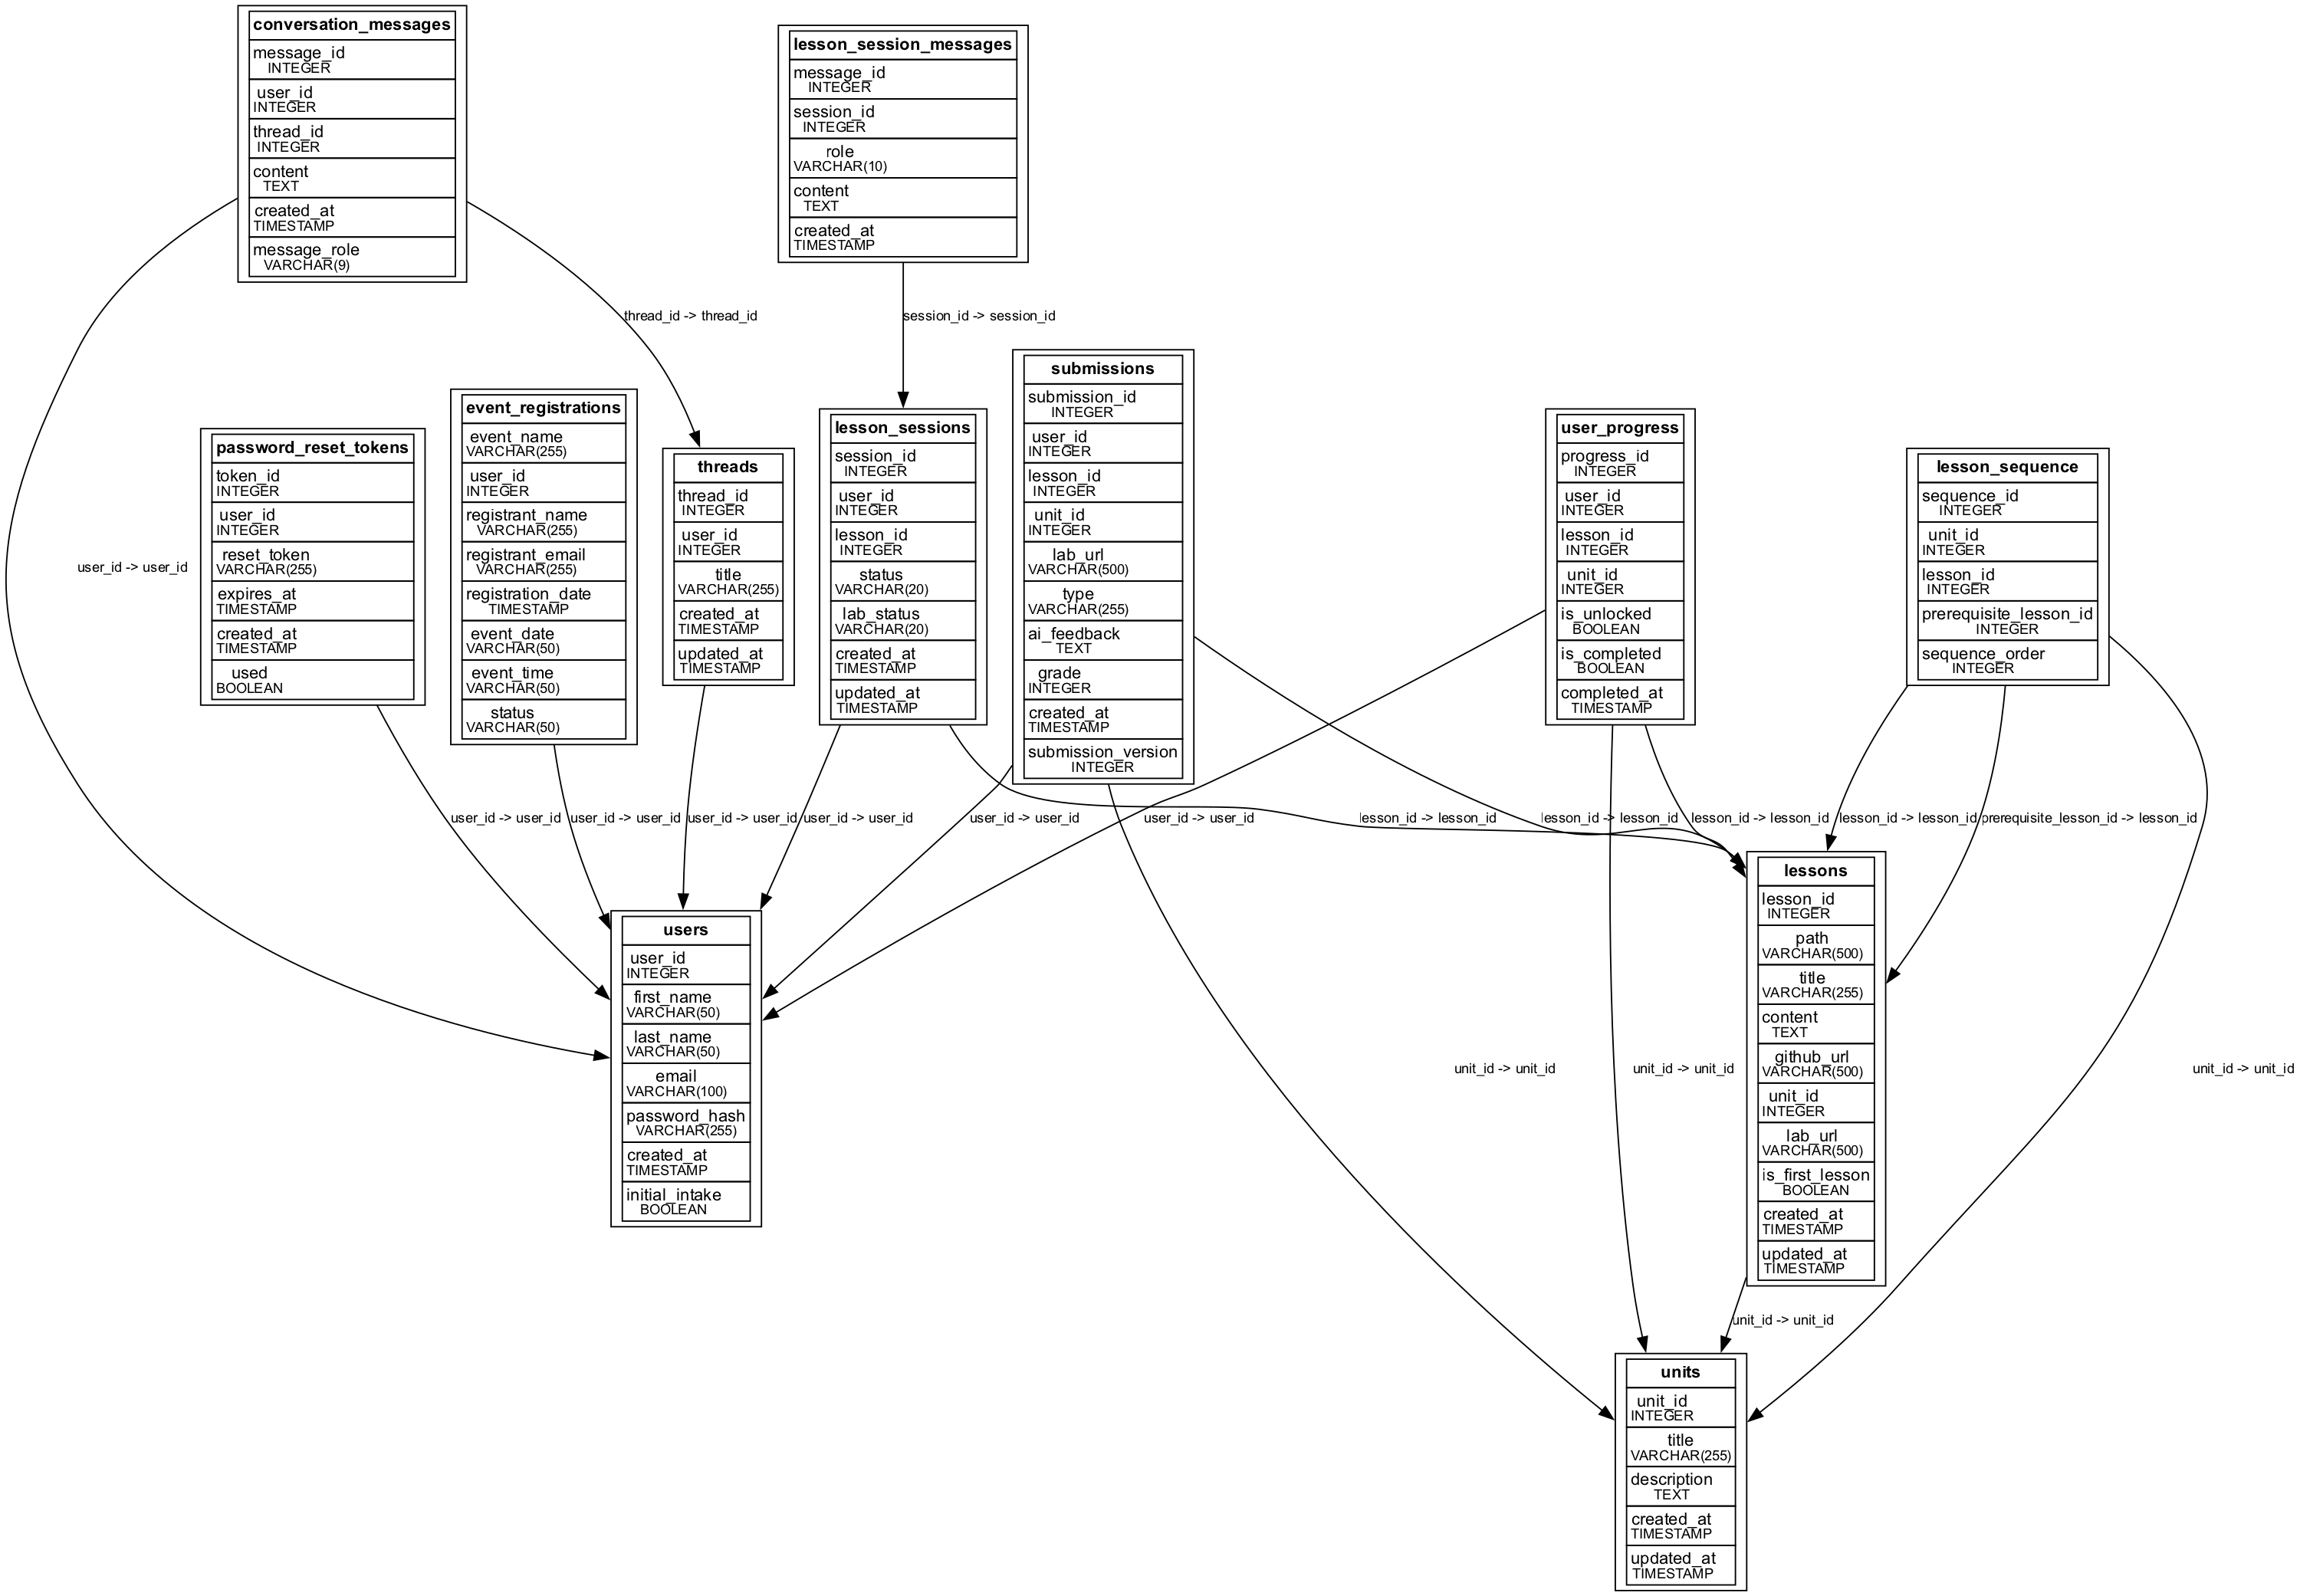 conversation_messages
message_id
INTEGER
user_id
INTEGER
thread_id
INTEGER
content
TEXT
created_at
TIMESTAMP
message_role
VARCHAR(9)
lesson_session_messages
message_id
INTEGER
session_id
INTEGER
role
VARCHAR(10)
content
TEXT
created_at
TIMESTAMP
thread_id -> thread_id
session_id -> session_id
password_reset_tokens
token_id
INTEGER
user_id
INTEGER
reset_token
VARCHAR(255)
expires_at
TIMESTAMP
created_at
TIMESTAMP
used
BOOLEAN
event_registrations
event_name
VARCHAR(255)
user_id
INTEGER
registrant_name
VARCHAR(255)
registrant_email
VARCHAR(255)
registration_date
TIMESTAMP
event_date
VARCHAR(50)
event_time
VARCHAR(50)
status
VARCHAR(50)
threads
thread_id
INTEGER
user_id
INTEGER
title
VARCHAR(255)
created_at
TIMESTAMP
updated_at
TIMESTAMP
lesson_sessions
session_id
INTEGER
user_id
INTEGER
lesson_id
INTEGER
status
VARCHAR(20)
lab_status
VARCHAR(20)
created_at
TIMESTAMP
updated_at
TIMESTAMP
submissions
submission_id
INTEGER
user_id
INTEGER
lesson_id
INTEGER
unit_id
INTEGER
lab_url
VARCHAR(500)
type
VARCHAR(255)
ai_feedback
TEXT
grade
INTEGER
created_at
TIMESTAMP
submission_version
INTEGER
user_progress
progress_id
INTEGER
user_id
INTEGER
lesson_id
INTEGER
unit_id
INTEGER
is_unlocked
BOOLEAN
is_completed
BOOLEAN
completed_at
TIMESTAMP
lesson_sequence
sequence_id
INTEGER
unit_id
INTEGER
lesson_id
INTEGER
prerequisite_lesson_id
INTEGER
sequence_order
INTEGER
user_id -> user_id
user_id -> user_id
user_id -> user_id
user_id -> user_id
user_id -> user_id
user_id -> user_id
user_id -> user_id
lesson_id -> lesson_id
lesson_id -> lesson_id
lesson_id -> lesson_id
lesson_id -> lesson_id
prerequisite_lesson_id -> lesson_id
users
user_id
INTEGER
first_name
VARCHAR(50)
last_name
VARCHAR(50)
email
VARCHAR(100)
password_hash
VARCHAR(255)
created_at
TIMESTAMP
initial_intake
BOOLEAN
lessons
lesson_id
INTEGER
path
VARCHAR(500)
title
VARCHAR(255)
content
TEXT
github_url
VARCHAR(500)
unit_id
INTEGER
lab_url
VARCHAR(500)
is_first_lesson
BOOLEAN
created_at
TIMESTAMP
updated_at
TIMESTAMP
unit_id -> unit_id
unit_id -> unit_id
unit_id -> unit_id
unit_id -> unit_id
units
unit_id
INTEGER
title
VARCHAR(255)
description
TEXT
created_at
TIMESTAMP
updated_at
TIMESTAMP